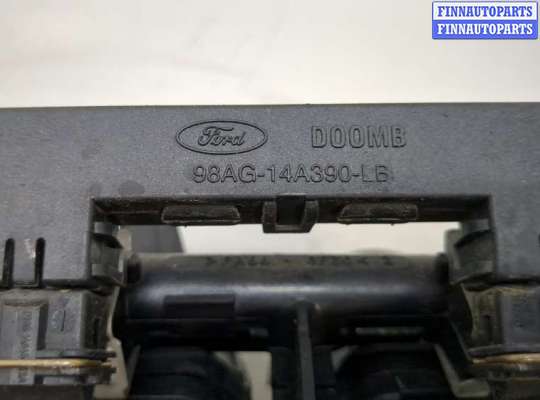 FINNAUTOPARTS
FINNAUTOPARTS
Ford
DOOMB
98AG-14A390-LB